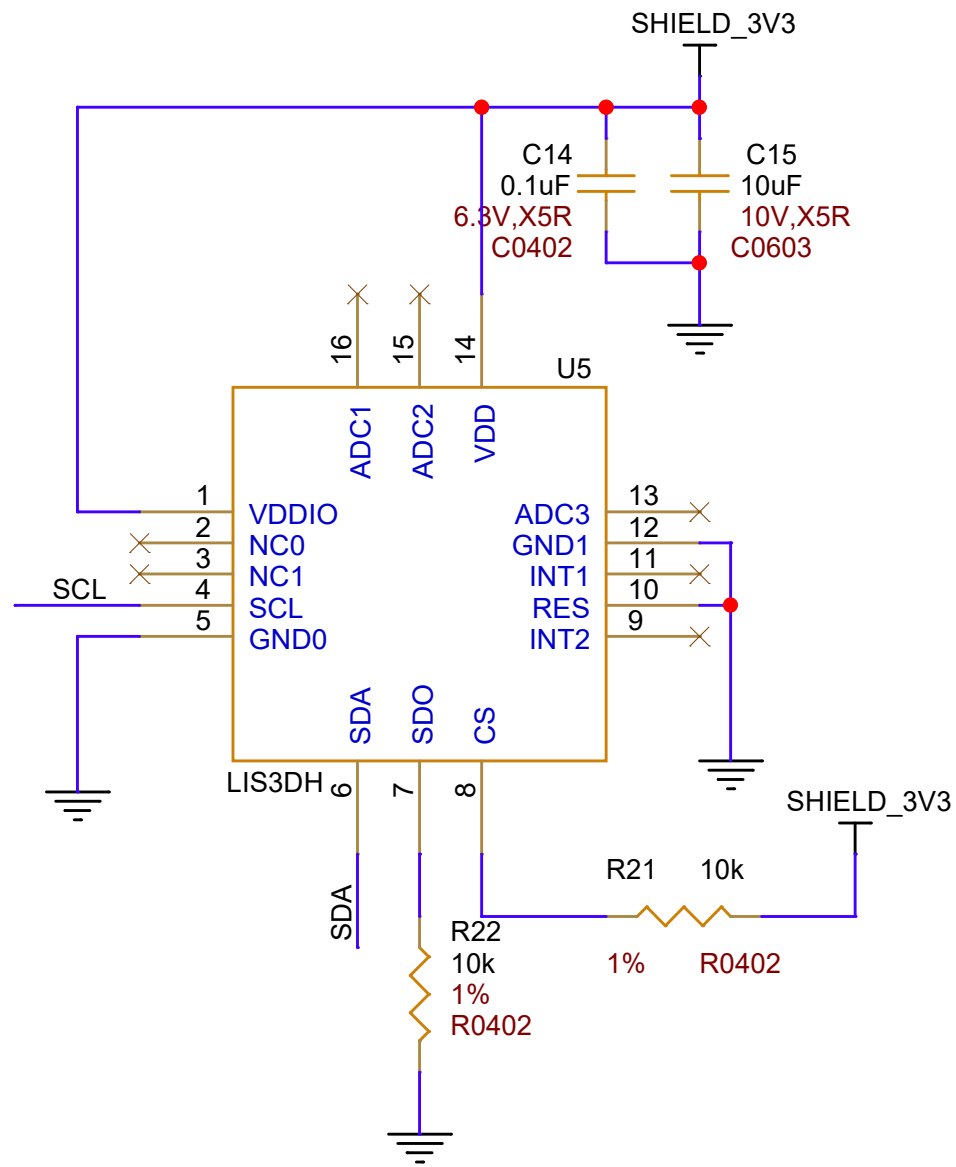 SHIELD_3V3
C14
0.1uF
6.3V,X5R
C0402
C15
10uF
10V,X5R
C0603
16
15
14
U5
ADC1
ADC2
VDD
1
VDDIO
2
NC0
3
NC1
SCL
4
SCL
5
GND0
13
ADC3
12
GND1
11
INT1
10
RES
9
INT2
SDA
SDO
CS
LIS3DH
6
7
8
SDA
SHIELD_3V3
R21
10k
1%
R0402
R22
10k
1%
R0402